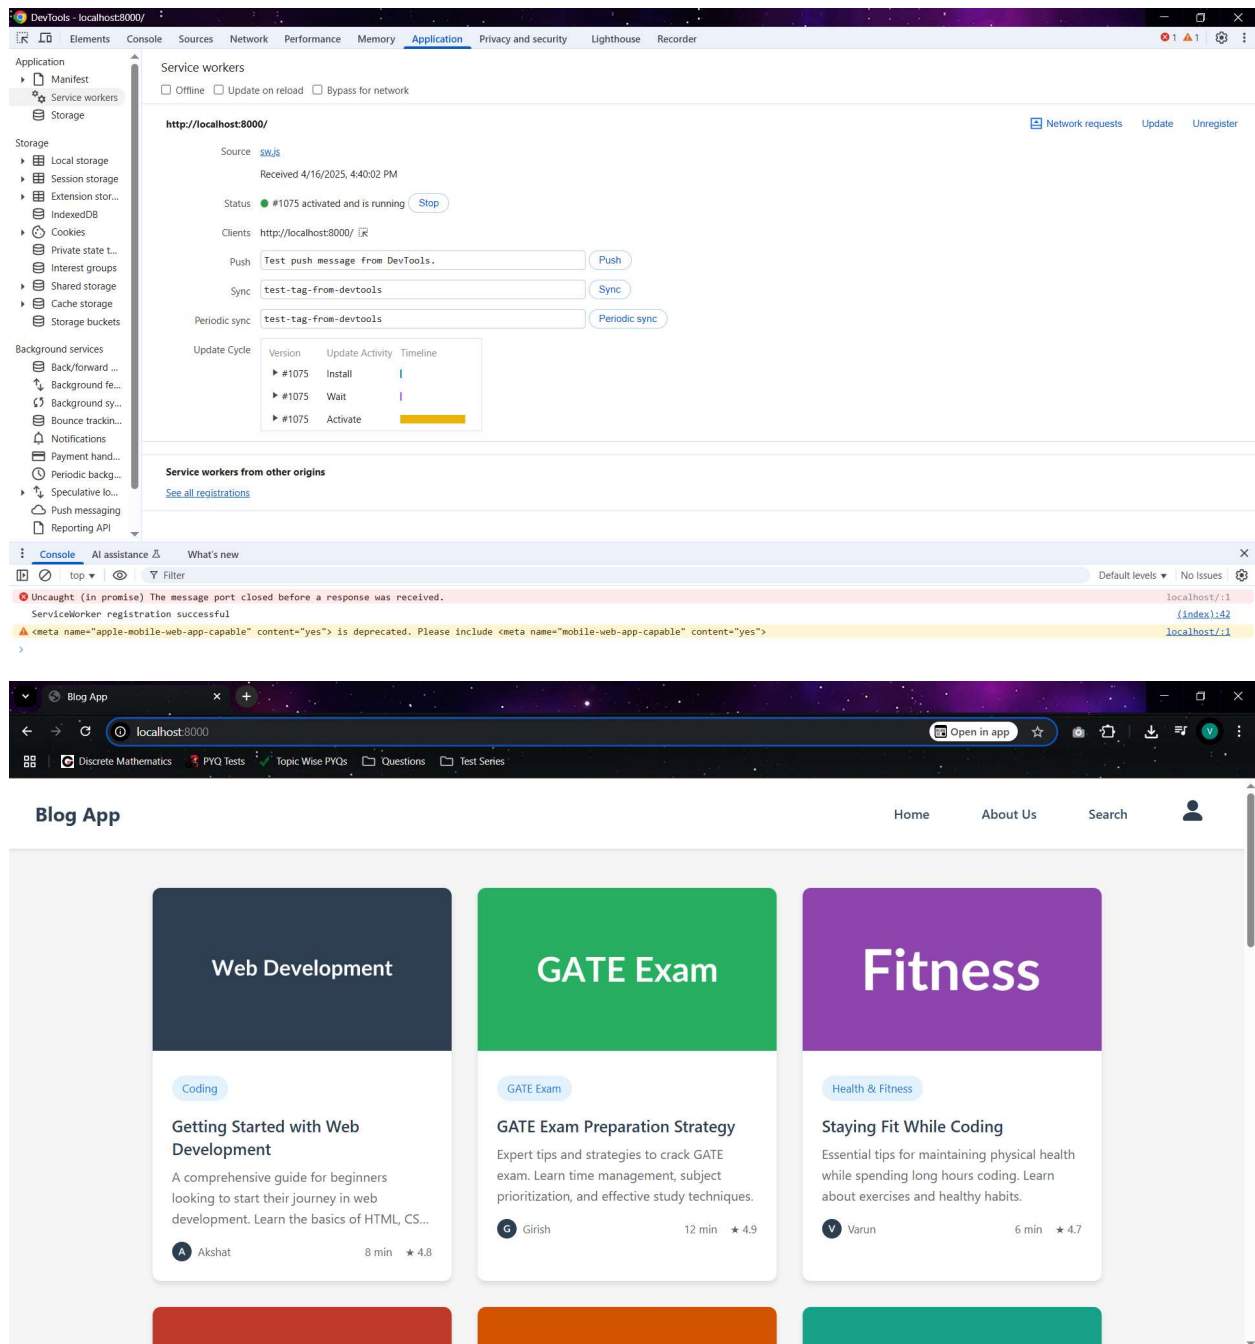 DevTools - localhost:8000/
Elements Console Sources Network Performance Memory Application Privacy and security Lighthouse Recorder 1 1
Application
Manifest
Service workers
Storage
Storage
Local storage
Session storage
Extension stor...
IndexedDB
Cookies
Private state t...
Interest groups
Shared storage
Cache storage
Storage buckets
Background services
Back/forward ...
Background fe...
Background sy...
Bounce trackin...
Notifications
Payment hand...
Periodic backg...
Speculative lo...
Push messaging
Reporting API
Service workers
Offline Update on reload Bypass for network
http://localhost:8000/ Network requests Update Unregister
Source sw.js
Received 4/16/2025, 4:40:02 PM
Status #1075 activated and is running Stop
Clients http://localhost:8000/
Push Test push message from DevTools. Push
Sync test-tag-from-devtools Sync
Periodic sync test-tag-from-devtools Periodic sync
Update Cycle Version Update Activity Timeline
#1075 Install
#1075 Wait
#1075 Activate
Service workers from other origins
See all registrations
Console AI assistance What's new
top Filter Default levels No Issues
Uncaught (in promise) The message port closed before a response was received. localhost/:1
ServiceWorker registration successful (index):42
<meta name="apple-mobile-web-app-capable" content="yes"> is deprecated. Please include <meta name="mobile-web-app-capable" content="yes"> localhost/:1
Blog App
localhost:8000 Open in app V
Discrete Mathematics PYQ Tests Topic Wise PYQs Questions Test Series
Blog App Home About Us Search
Web Development
Coding
Getting Started with Web
Development
A comprehensive guide for beginners
looking to start their journey in web
development. Learn the basics of HTML, CS...
A Akshat 8 min ★ 4.8
GATE Exam
GATE Exam
GATE Exam Preparation Strategy
Expert tips and strategies to crack GATE
exam. Learn time management, subject
prioritization, and effective study techniques.
G Girish 12 min ★ 4.9
Fitness
Health & Fitness
Staying Fit While Coding
Essential tips for maintaining physical health
while spending long hours coding. Learn
about exercises and healthy habits.
V Varun 6 min ★ 4.7